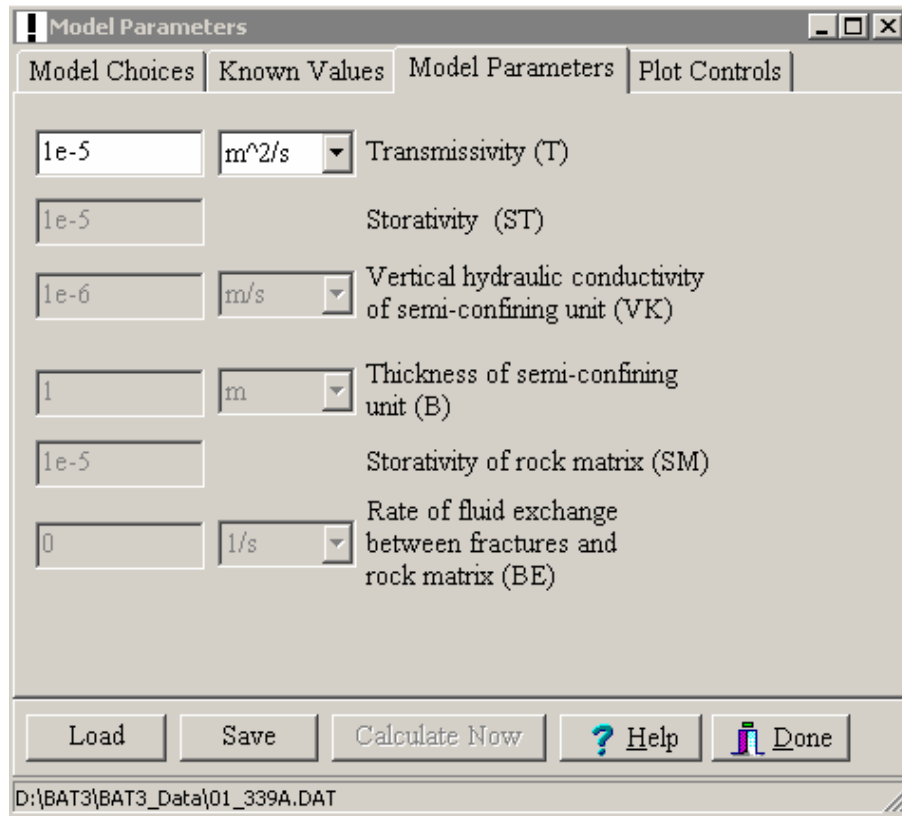 Model Parameters
Model Choices Known Values Model Parameters Plot Controls
1e-5 m^2/s Transmissivity (T)
1e-5 Storativity (ST)
1e-6 m/s Vertical hydraulic conductivity
of semi-confining unit (VK)
1 m Thickness of semi-confining
unit (B)
1e-5 Storativity of rock matrix (SM)
0 1/s Rate of fluid exchange
between fractures and
rock matrix (BE)
Load Save Calculate Now ? Help Done
D:\BAT3\BAT3_Data\01_339A.DAT